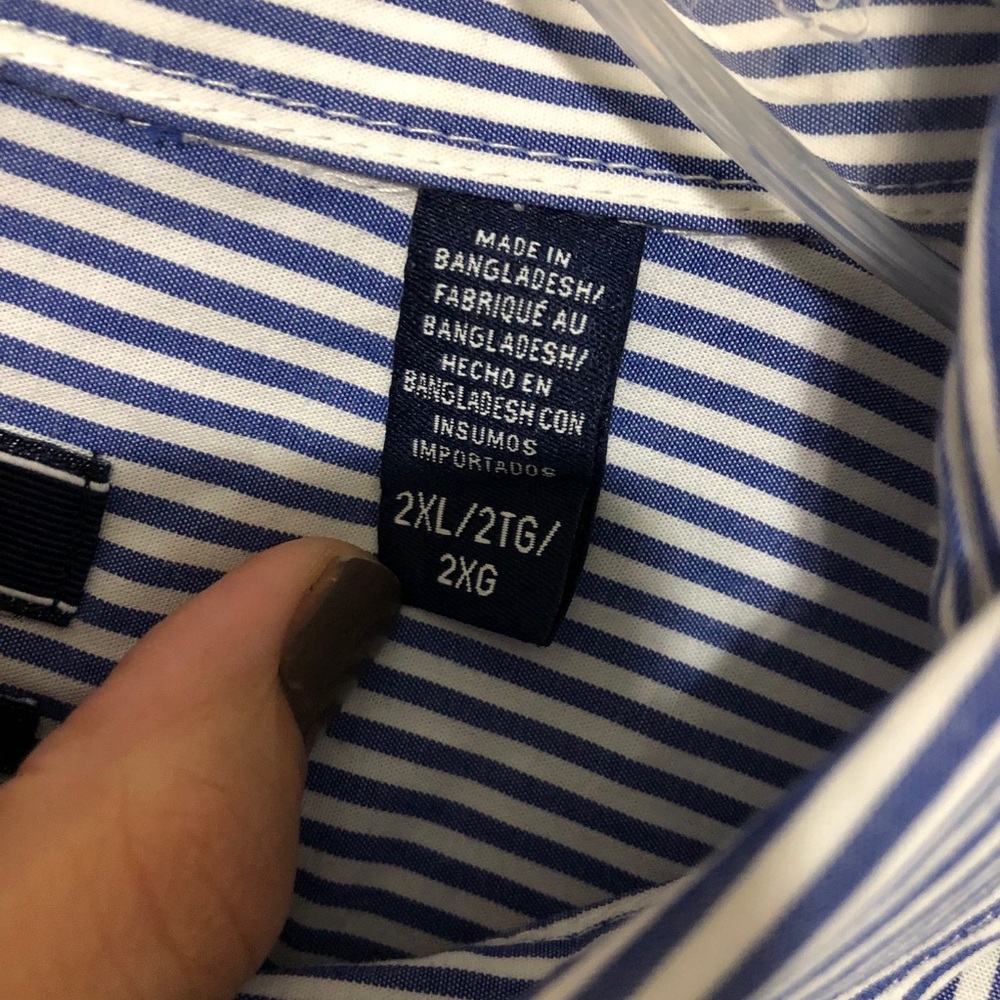 MADE IN
BANGLADESH/
FABRIQUÉ AU
BANGLADESH/
HECHO EN
BANGLADESH CON
INSUMOS
IMPORTADOS
2XL/2TG/
2XG